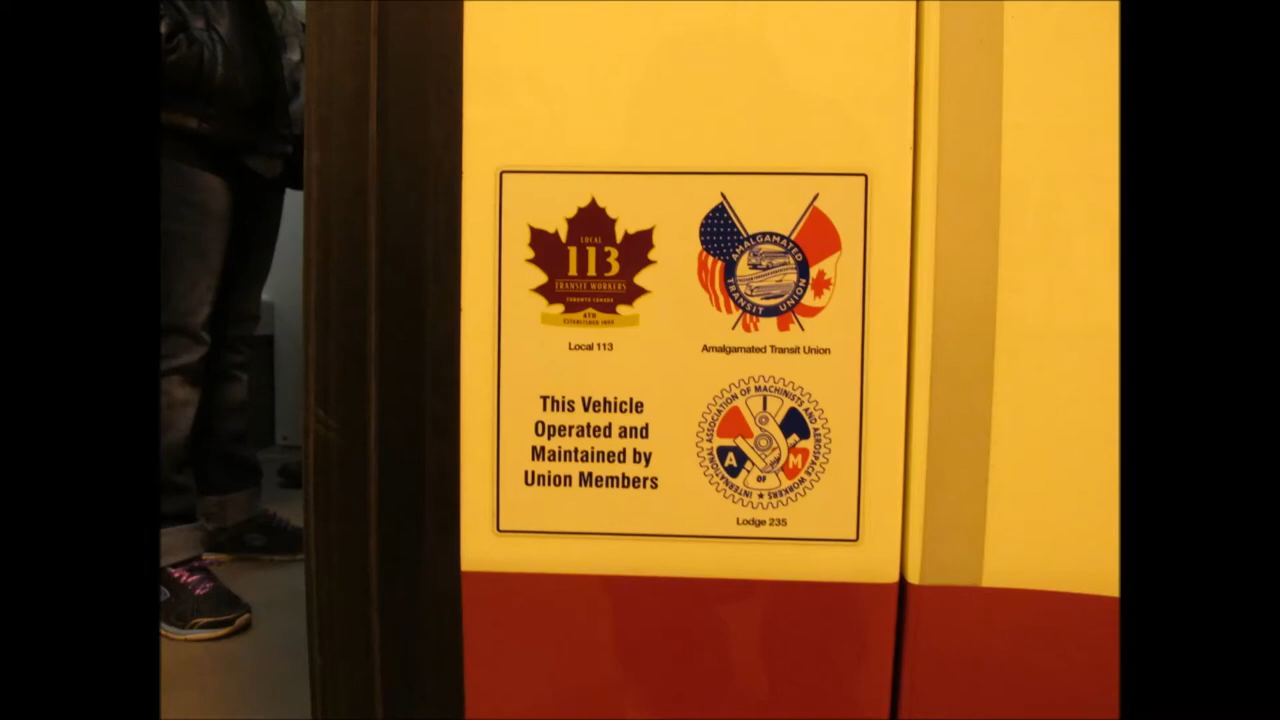 LOCAL
113
TRANSIT WORKERS
TORONTO CANADA
ATU
ESTABLISHED 1899
Local 113
AMALGAMATED
TRANSIT UNION
Amalgamated Transit Union
This Vehicle
Operated and
Maintained by
Union Members
INTERNATIONAL ASSOCIATION OF MACHINISTS AND AEROSPACE WORKERS
A
M
OF
Lodge 235